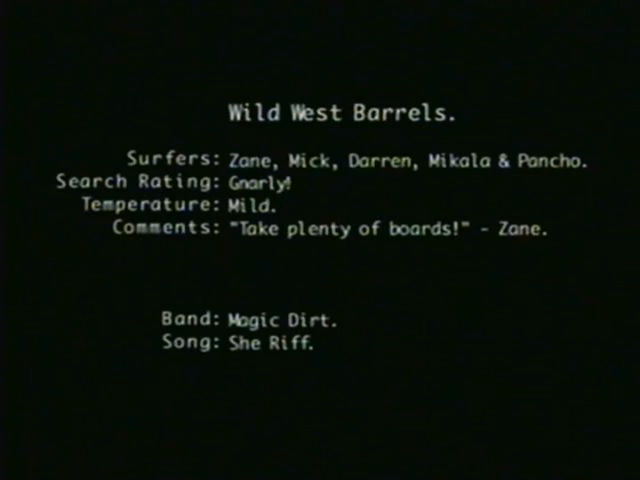 Wild West Barrels.
Surfers: Zane, Mick, Darren, Mikala & Pancho.
Search Rating: Gnarly!
Temperature: Mild.
Comments: "Take plenty of boards!" - Zane.
Band: Magic Dirt.
Song: She Riff.